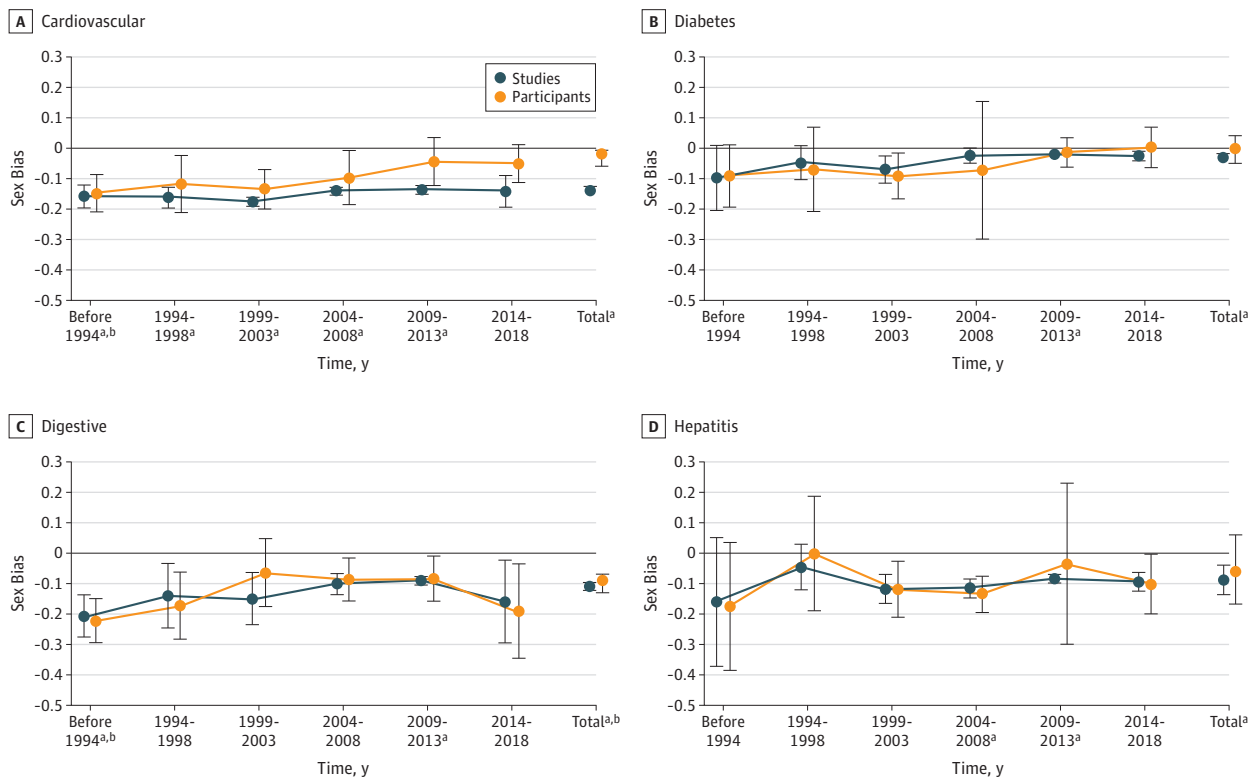 A Cardiovascular
0.3
0.2
0.1
0
-0.1
-0.2
-0.3
-0.4
-0.5
Sex Bias
Studies
Participants
Before 1994a,b
1994-1998a
1999-2003a
2004-2008a
2009-2013a
2014-2018
Totala
Time, y
B Diabetes
0.3
0.2
0.1
0
-0.1
-0.2
-0.3
-0.4
-0.5
Sex Bias
Before 1994
1994-1998
1999-2003
2004-2008
2009-2013a
2014-2018
Totala
Time, y
C Digestive
0.3
0.2
0.1
0
-0.1
-0.2
-0.3
-0.4
-0.5
Sex Bias
Before 1994a,b
1994-1998
1999-2003
2004-2008
2009-2013a
2014-2018
Totala,b
Time, y
D Hepatitis
0.3
0.2
0.1
0
-0.1
-0.2
-0.3
-0.4
-0.5
Sex Bias
Before 1994
1994-1998
1999-2003
2004-2008a
2009-2013a
2014-2018
Totala
Time, y